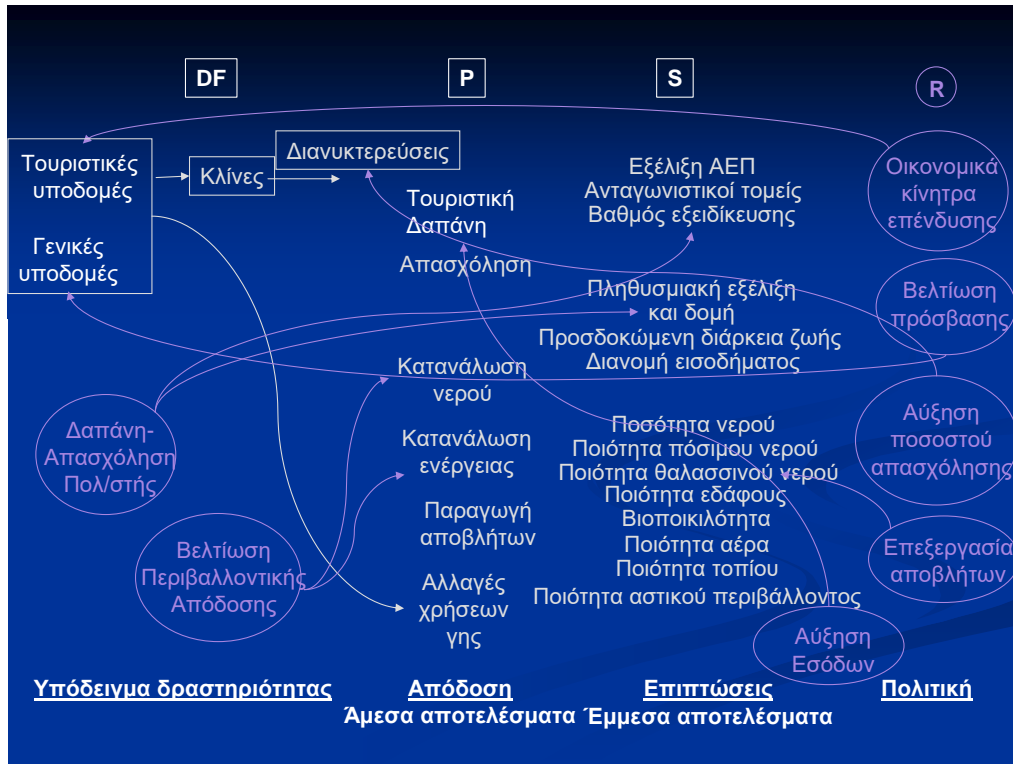 DF
P
S
R
Τουριστικές
υποδομές
Γενικές
υποδομές
Κλίνες
Διανυκτερεύσεις
Τουριστική
Δαπάνη
Απασχόληση
Εξέλιξη ΑΕΠ
Ανταγωνιστικοί τομείς
Βαθμός εξειδίκευσης
Οικονομικά
κίνητρα
επένδυσης
Πληθυσμιακή εξέλιξη
και δομή
Προσδοκώμενη διάρκεια ζωής
Διανομή εισοδήματος
Βελτίωση
πρόσβασης
Κατανάλωση
νερού
Κατανάλωση
ενέργειας
Παραγωγή
αποβλήτων
Αλλαγές
χρήσεων
γης
Δαπάνη-
Απασχόληση
Πολ/στής
Βελτίωση
Περιβαλλοντικής
Απόδοσης
Ποσότητα νερού
Ποιότητα πόσιμου νερού
Ποιότητα θαλασσινού νερού
Ποιότητα εδάφους
Βιοποικιλότητα
Ποιότητα αέρα
Ποιότητα τοπίου
Ποιότητα αστικού περιβάλλοντος
Αύξηση
ποσοστού
απασχόλησης
Επεξεργασία
αποβλήτων
Αύξηση
Εσόδων
Υπόδειγμα δραστηριότητας
Απόδοση
Άμεσα αποτελέσματα
Επιπτώσεις
Έμμεσα αποτελέσματα
Πολιτική